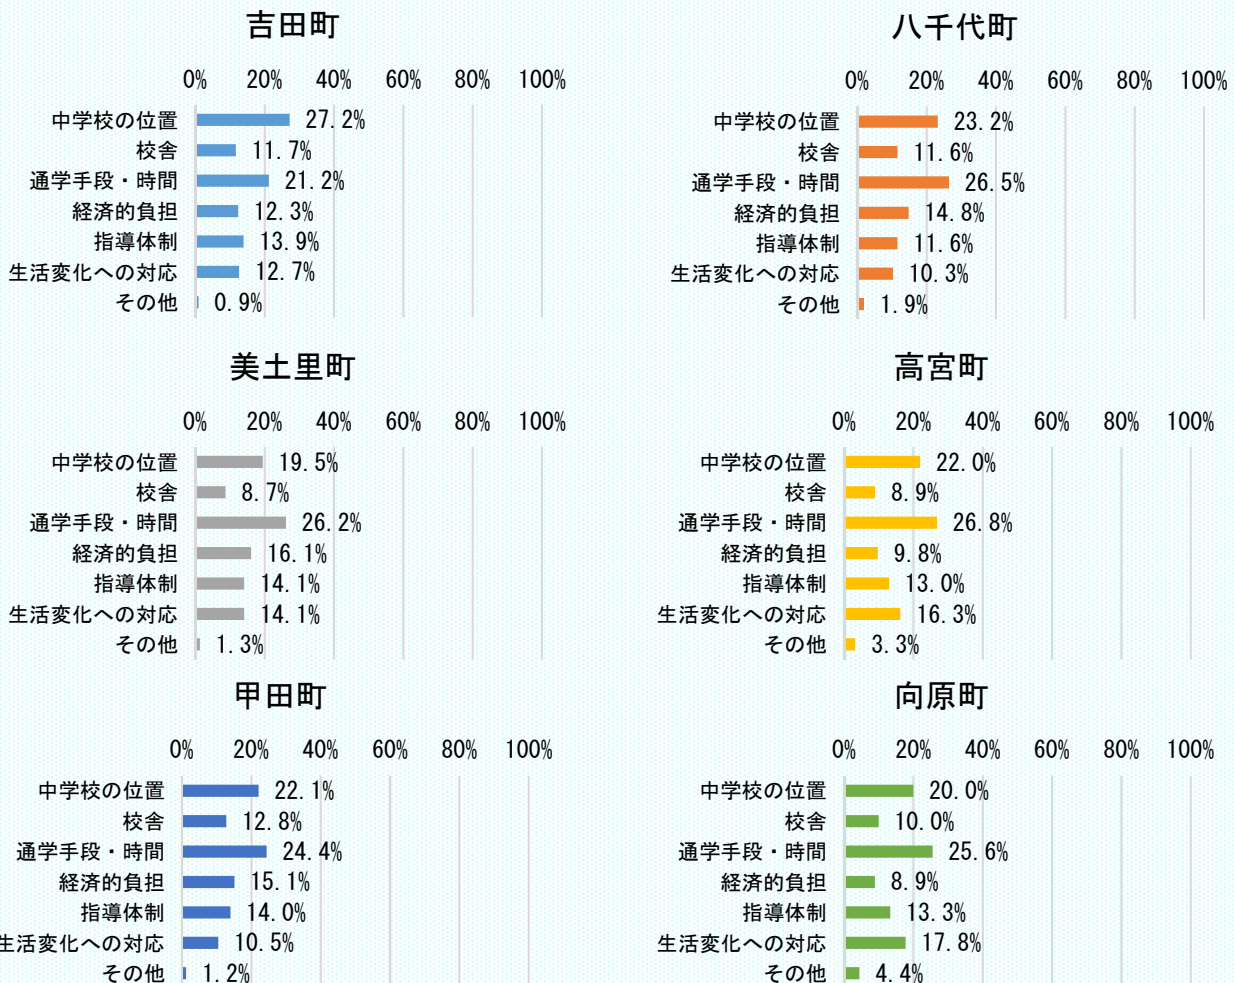 吉田町
0% 20% 40% 60% 80% 100%
中学校の位置 27.2%
校舎 11.7%
通学手段・時間 21.2%
経済的負担 12.3%
指導体制 13.9%
生活変化への対応 12.7%
その他 0.9%
八千代町
0% 20% 40% 60% 80% 100%
中学校の位置 23.2%
校舎 11.6%
通学手段・時間 26.5%
経済的負担 14.8%
指導体制 11.6%
生活変化への対応 10.3%
その他 1.9%
美土里町
0% 20% 40% 60% 80% 100%
中学校の位置 19.5%
校舎 8.7%
通学手段・時間 26.2%
経済的負担 16.1%
指導体制 14.1%
生活変化への対応 14.1%
その他 1.3%
高宮町
0% 20% 40% 60% 80% 100%
中学校の位置 22.0%
校舎 8.9%
通学手段・時間 26.8%
経済的負担 9.8%
指導体制 13.0%
生活変化への対応 16.3%
その他 3.3%
甲田町
0% 20% 40% 60% 80% 100%
中学校の位置 22.1%
校舎 12.8%
通学手段・時間 24.4%
経済的負担 15.1%
指導体制 14.0%
生活変化への対応 10.5%
その他 1.2%
向原町
0% 20% 40% 60% 80% 100%
中学校の位置 20.0%
校舎 10.0%
通学手段・時間 25.6%
経済的負担 8.9%
指導体制 13.3%
生活変化への対応 17.8%
その他 4.4%